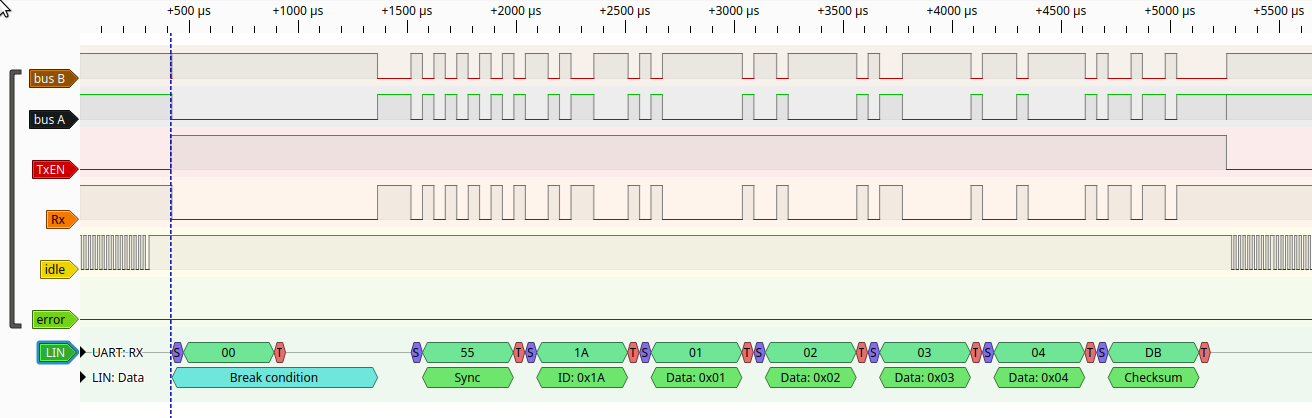 +500 µs +1000 µs +1500 µs +2000 µs +2500 µs +3000 µs +3500 µs +4000 µs +4500 µs +5000 µs +5500 µs
bus B
bus A
TxEN
Rx
idle
error
LIN UART: RX S 00 T S 55 T S 1A T S 01 T S 02 T S 03 T S 04 T S DB T
LIN: Data Break condition Sync ID: 0x1A Data: 0x01 Data: 0x02 Data: 0x03 Data: 0x04 Checksum